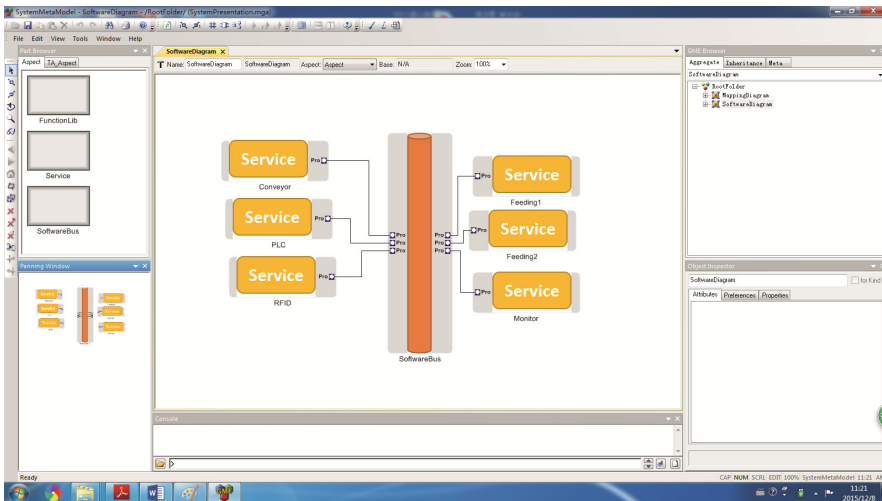 SystemMetaModel - SoftwareDiagram - /RootFolder/ (SystemPresentation.mga)
File Edit View Tools Window Help
Part Browser
Aspect TA_Aspect
FunctionLib
Service
SoftwareBus
Panning Window
SoftwareDiagram X
Name: SoftwareDiagram SoftwareDiagram Aspect: Aspect Base: N/A Zoom: 100%
Service Pro
Conveyor
Service Pro
PLC
Service Pro
RFID
Pro Pro
Pro Pro
Pro Pro
SoftwareBus
Pro Service
Feeding1
Pro Service
Feeding2
Pro Service
Monitor
Console
GME Browser
Aggregate Inheritance Meta
SoftwareDiagram
RootFolder
MappingDiagram
SoftwareDiagram
Object Inspector
SoftwareDiagram for Kind
Attributes Preferences Properties
Ready
CAP NUM SCRL EDIT 100% SystemMetaModel 11:21
11:21
2015/12/8